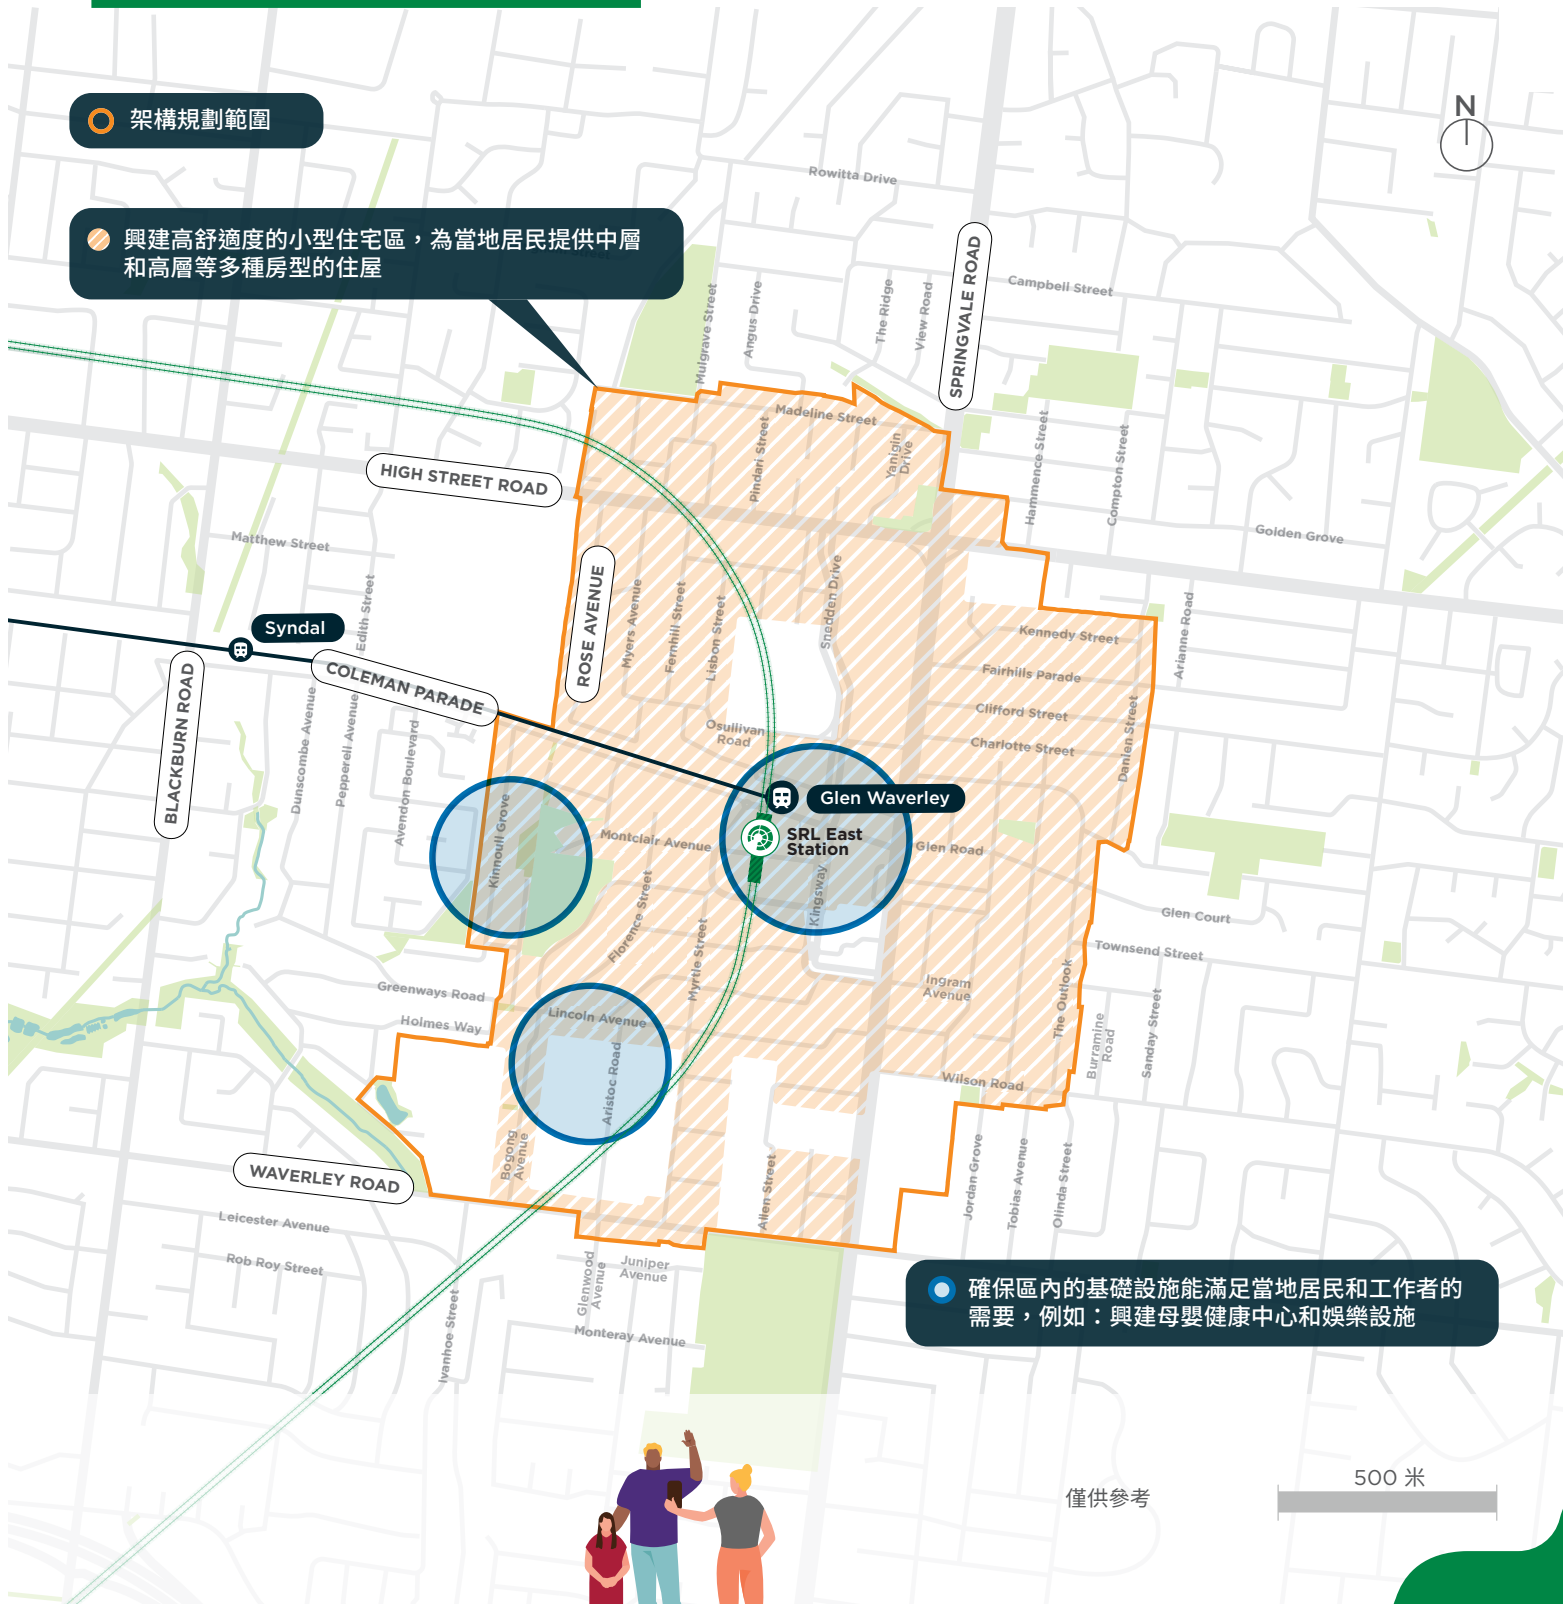 架構規劃範圍
N
Rowitta Drive
興建高舒適度的小型住宅區，為當地居民提供中層
和高層等多種房型的住屋
SPRINGVALE ROAD
Campbell Street
Mulgrave Street
Angus Drive
The Ridge
View Road
Madeline Street
Pindari Street
Yanigin
Drive
Hammence Street
Compton Street
HIGH STREET ROAD
Golden Grove
Matthew Street
Edith Street
Syndal
ROSE AVENUE
Myers Avenue
Fernhill Street
Lisbon Street
Snedden Drive
Kennedy Street
Arianne Road
Fairhills Parade
BLACKBURN ROAD
COLEMAN PARADE
Clifford Street
Charlotte Street
Danien Street
Dunscombe Avenue
Pepperell Avenue
Avendon Boulevard
Osullivan
Road
Glen Waverley
SRL East
Station
Kinnoull Grove
Montclair Avenue
Glen Road
Kingsway
Florence Street
Myrtle Street
Glen Court
Townsend Street
Greenways Road
Holmes Way
Lincoln Avenue
Aristoc Road
Ingram
Avenue
The Outlook
Burramine
Road
Sanday Street
Wilson Road
Bogong
Avenue
Allen Street
Jordan Grove
Tobias Avenue
Olinda Street
WAVERLEY ROAD
Leicester Avenue
Rob Roy Street
Glenwood
Avenue
Juniper
Avenue
Ivanhoe Street
Monteray Avenue
確保區內的基礎設施能滿足當地居民和工作者的
需要，例如：興建母嬰健康中心和娛樂設施
僅供參考
500 米